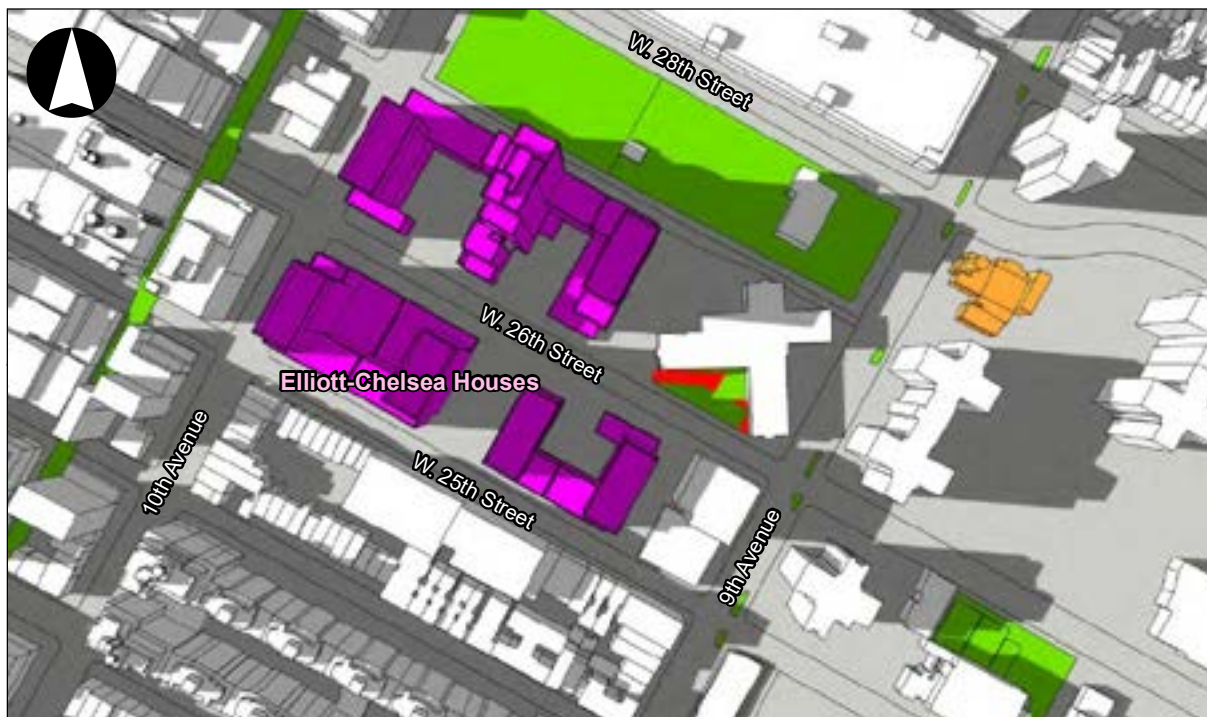 W. 28th Street
W. 26th Street
Elliott-Chelsea Houses
10th Avenue
W. 25th Street
9th Avenue